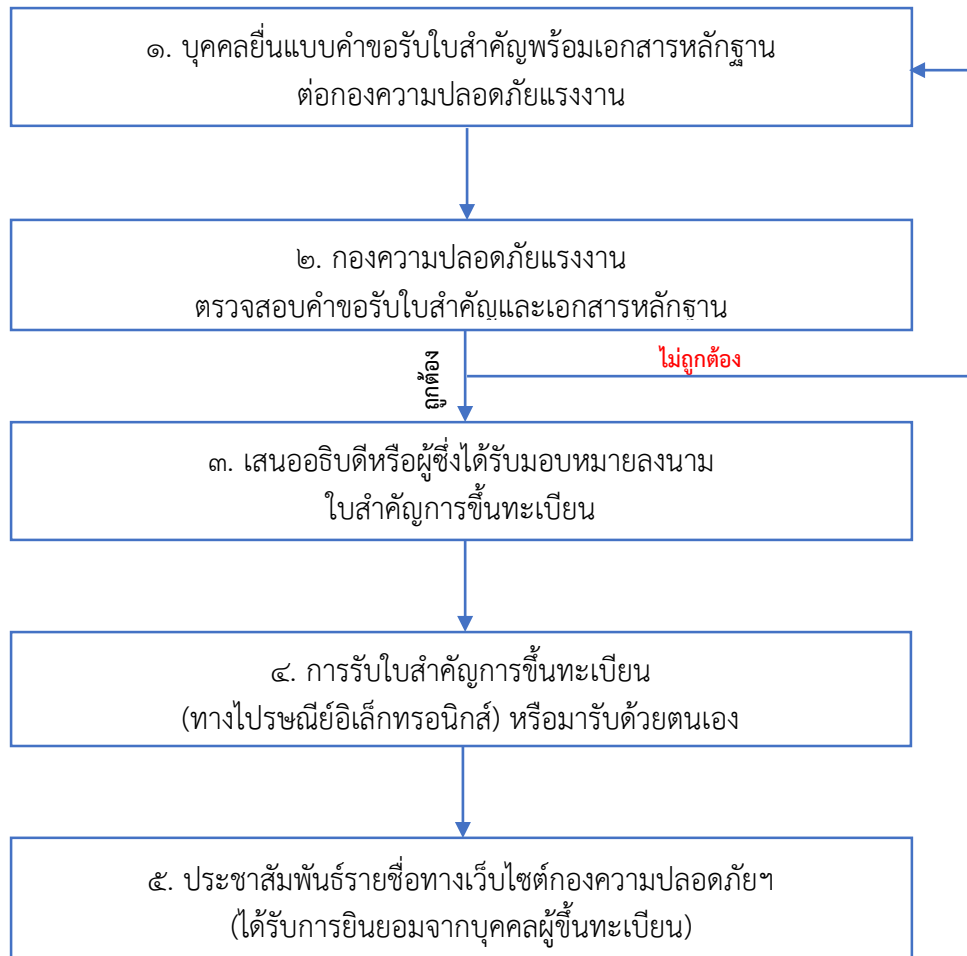 ๑. บุคคลยื่นแบบคำขอรับใบสำคัญพร้อมเอกสารหลักฐาน
ต่อกองความปลอดภัยแรงงาน
๒. กองความปลอดภัยแรงงาน
ตรวจสอบคำขอรับใบสำคัญและเอกสารหลักฐาน
ถูกต้อง
ไม่ถูกต้อง
๓. เสนออธิบดีหรือผู้ซึ่งได้รับมอบหมายลงนาม
ใบสำคัญการขึ้นทะเบียน
๔. การรับใบสำคัญการขึ้นทะเบียน
(ทางไปรษณีย์อิเล็กทรอนิกส์) หรือมารับด้วยตนเอง
๕. ประชาสัมพันธ์รายชื่อทางเว็บไซต์กองความปลอดภัยฯ
(ได้รับการยินยอมจากบุคคลผู้ขึ้นทะเบียน)